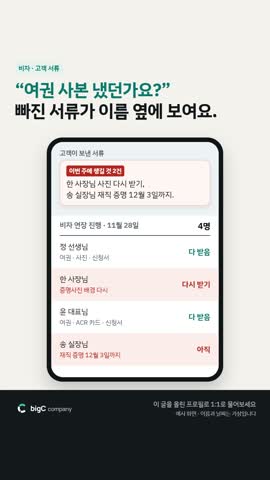 비자 · 고객 서류
“여권 사본 냈던가요?”
빠진 서류가 이름 옆에 보여요.
고객이 보낸 서류
이번 주에 챙길 것 2건
한 사장님 사진 다시 받기,
송 실장님 재직 증명 12월 3일까지.
비자 연장 진행 · 11월 28일 4명
정 선생님 다 받음
여권 · 사진 · 신청서
한 사장님 다시 받기
증명사진 배경 다시
윤 대표님 다 받음
여권 · ACR 카드 · 신청서
송 실장님 아직
재직 증명 12월 3일까지
bigC company
이 글을 올린 프로필로 1:1로 물어보세요
예시 화면 · 이름과 날짜는 가상입니다